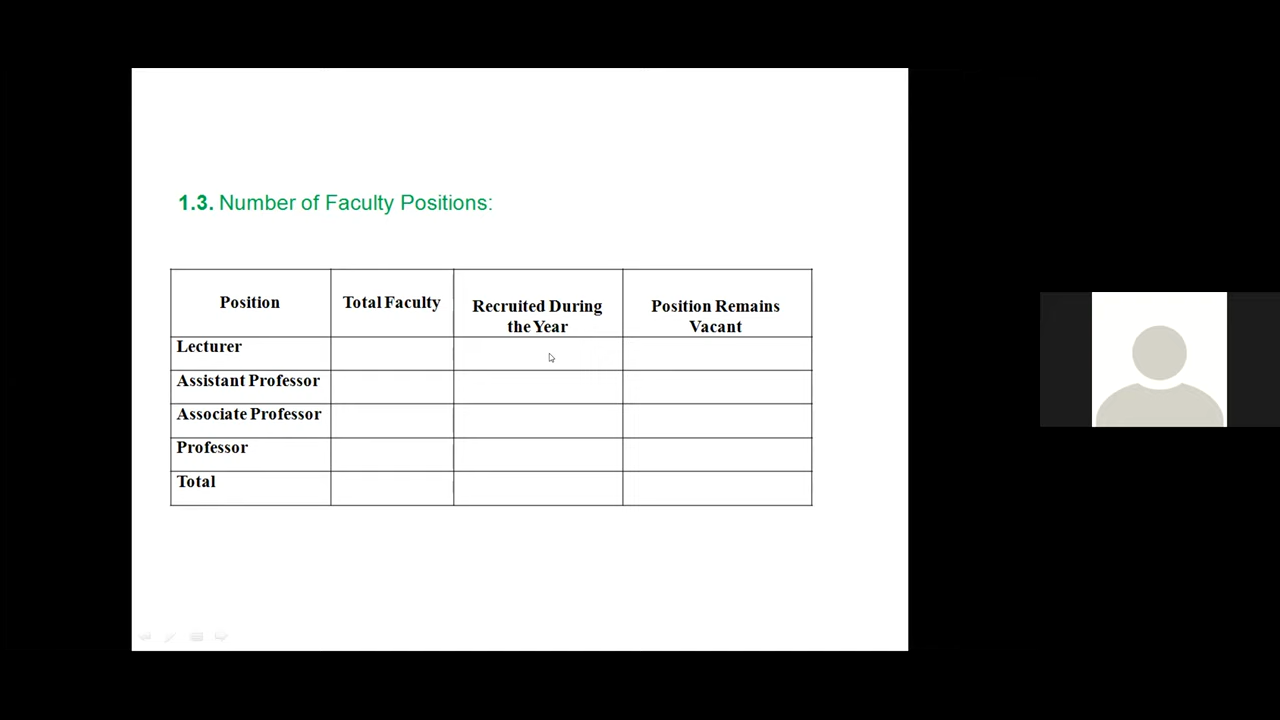 1.3. Number of Faculty Positions:
Position
Total Faculty
Recruited During
the Year
Position Remains
Vacant
Lecturer
Assistant Professor
Associate Professor
Professor
Total